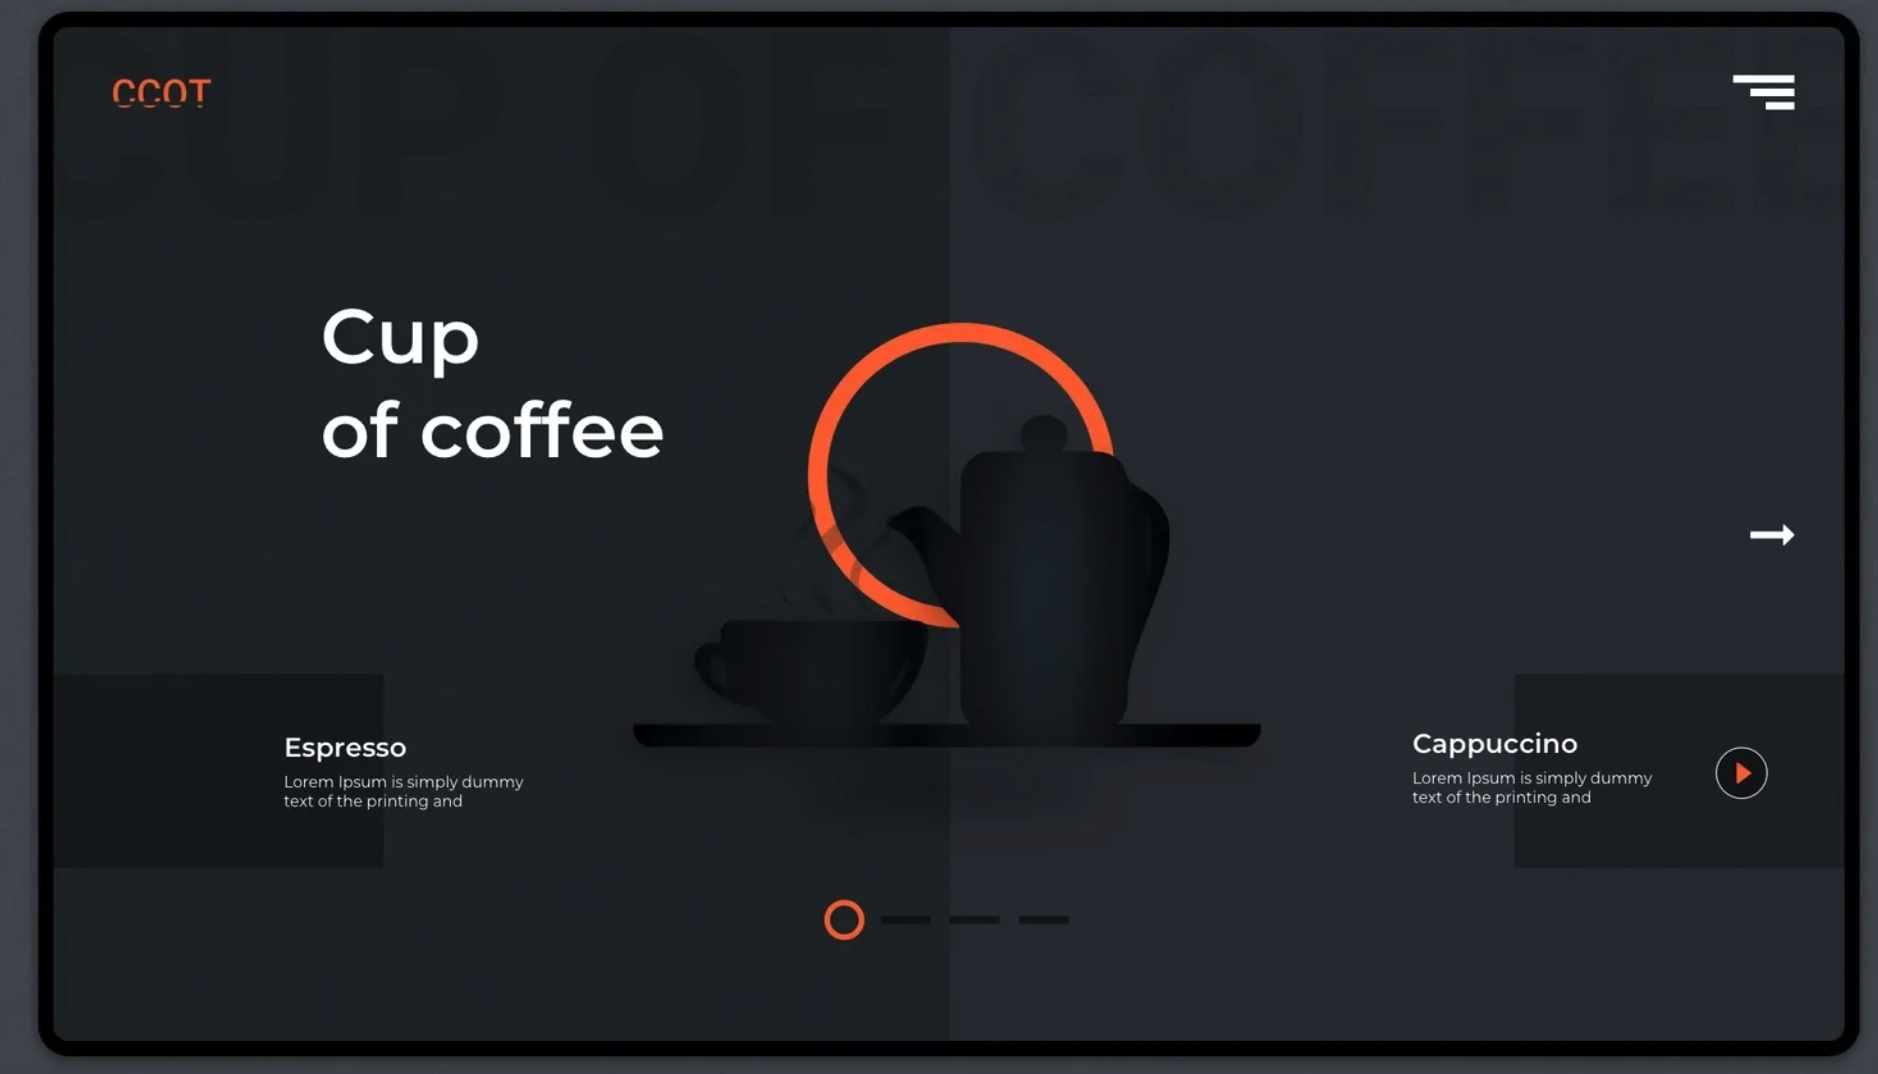 CUP OF COFFEE
CCOT
Cup
of coffee
Espresso
Lorem Ipsum is simply dummy
text of the printing and
Cappuccino
Lorem Ipsum is simply dummy
text of the printing and